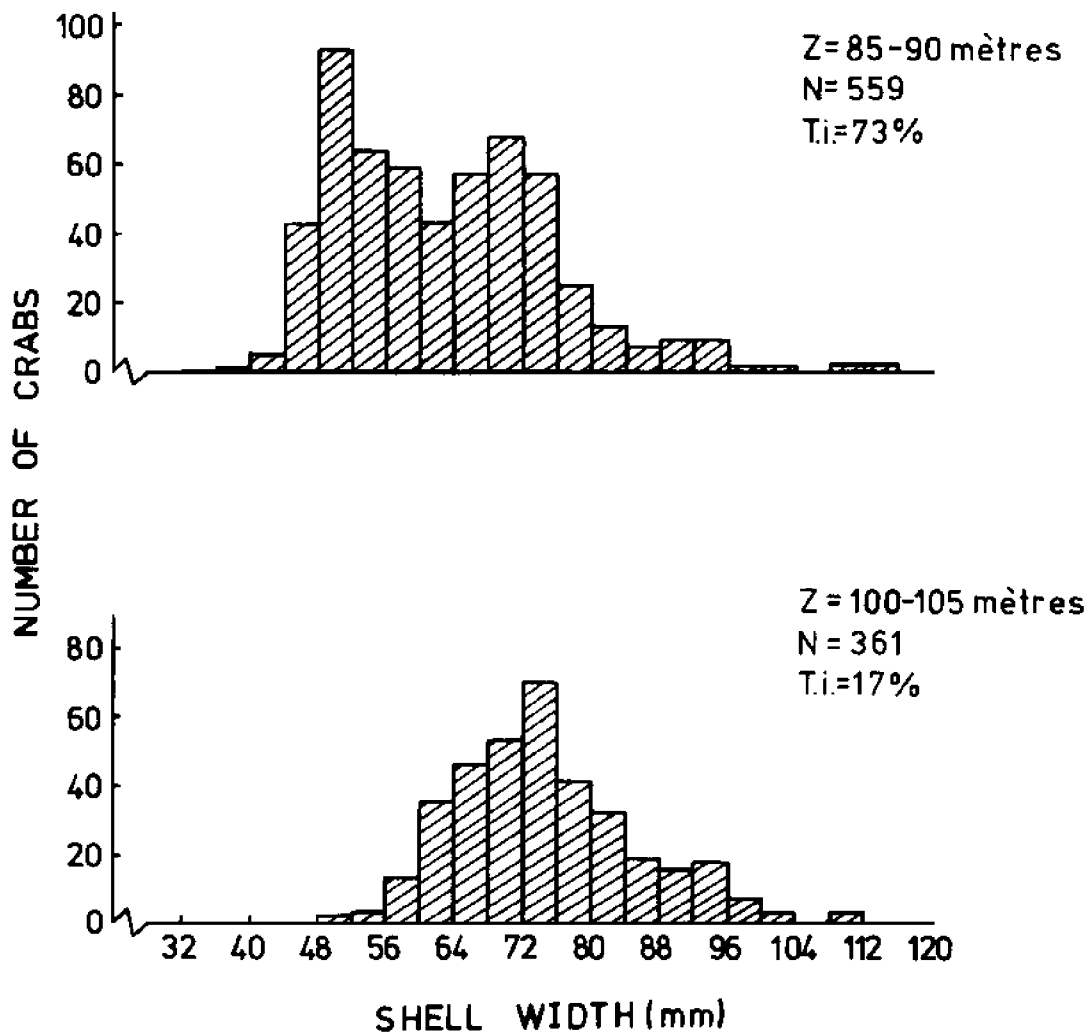 100
80
60
40
20
0
Z=85-90 mètres
N=559
T.i.=73%
NUMBER OF CRABS
80
60
40
20
0
Z=100-105 mètres
N=361
T.i.=17%
32 40 48 56 64 72 80 88 96 104 112 120
SHELL WIDTH (mm)